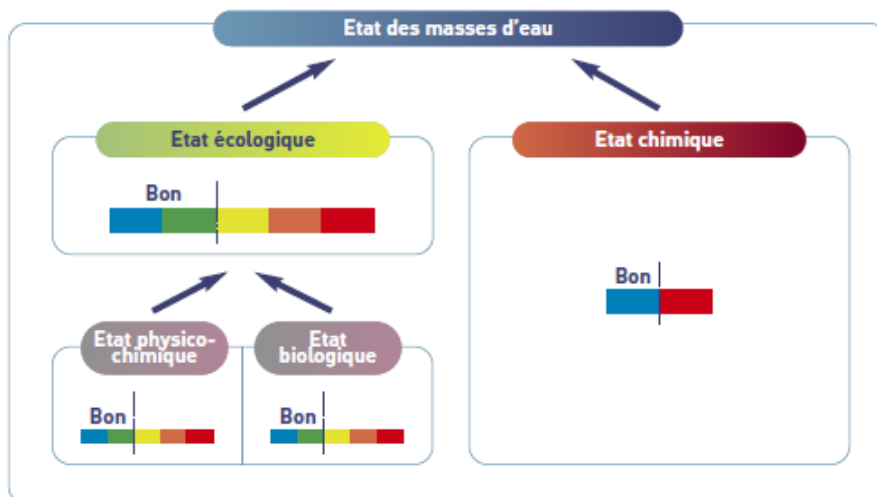 Etat des masses d'eau
Etat écologique
Bon
Etat chimique
Bon
Etat physico-
chimique
Bon
Etat
biologique
Bon